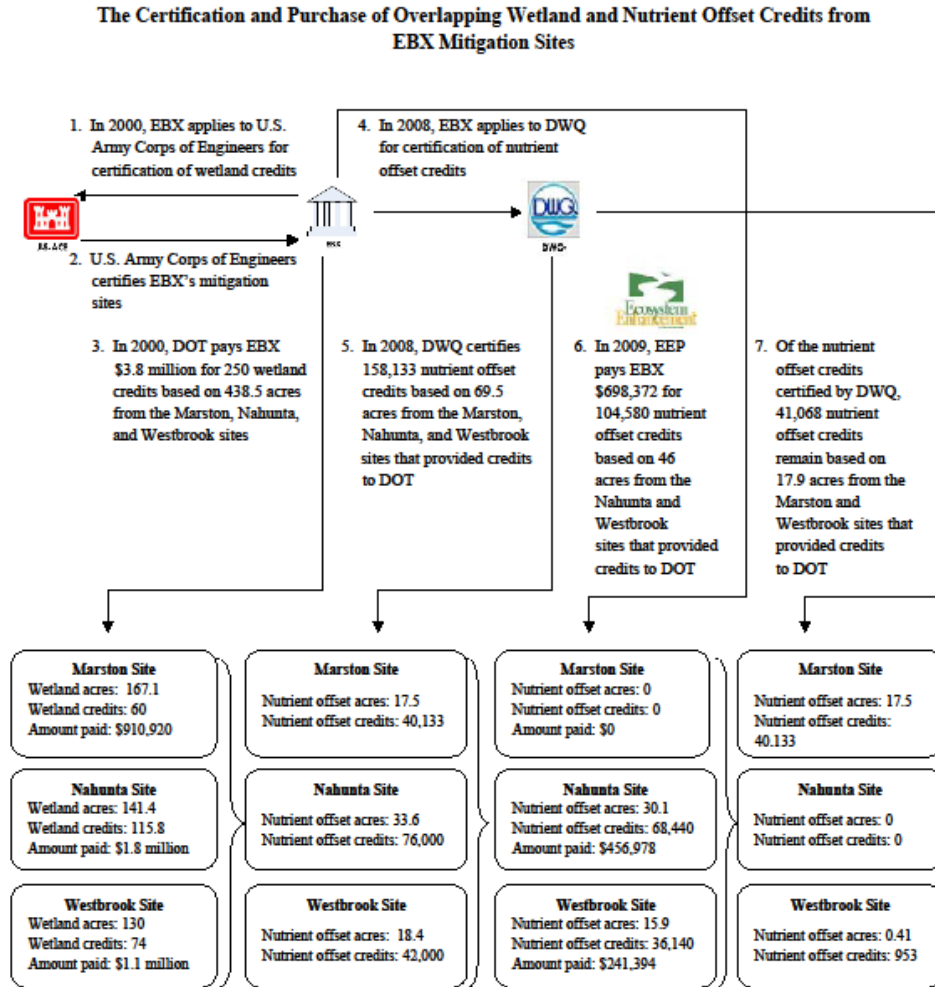 The Certification and Purchase of Overlapping Wetland and Nutrient Offset Credits from
EBX Mitigation Sites
1. In 2000, EBX applies to U.S.
Army Corps of Engineers for
certification of wetland credits
4. In 2008, EBX applies to DWQ
for certification of nutrient
offset credits
EBX
DWQ
DWQ-
2. U.S. Army Corps of Engineers
certifies EBX's mitigation
sites
Ecosystem
Enhancement
3. In 2000, DOT pays EBX
$3.8 million for 250 wetland
credits based on 438.5 acres
from the Marston, Nahunta,
and Westbrook sites
5. In 2008, DWQ certifies
158,133 nutrient offset
credits based on 69.5
acres from the Marston,
Nahunta, and Westbrook
sites that provided credits
to DOT
6. In 2009, EEP
pays EBX
$698,372 for
104,580 nutrient
offset credits
based on 46
acres from the
Nahunta and
Westbrook
sites that provided
credits to DOT
7. Of the nutrient
offset credits
certified by DWQ,
41,068 nutrient
offset credits
remain based on
17.9 acres from the
Marston and
Westbrook sites that
provided credits
to DOT
Marston Site
Wetland acres: 167.1
Wetland credits: 60
Amount paid: $910,920
Marston Site
Nutrient offset acres: 17.5
Nutrient offset credits: 40,133
Marston Site
Nutrient offset acres: 0
Nutrient offset credits: 0
Amount paid: $0
Marston Site
Nutrient offset acres: 17.5
Nutrient offset credits:
40.133
Nahunta Site
Wetland acres: 141.4
Wetland credits: 115.8
Amount paid: $1.8 million
Nahunta Site
Nutrient offset acres: 33.6
Nutrient offset credits: 76,000
Nahunta Site
Nutrient offset acres: 30.1
Nutrient offset credits: 68,440
Amount paid: $456,978
Nahunta Site
Nutrient offset acres: 0
Nutrient offset credits: 0
Westbrook Site
Wetland acres: 130
Wetland credits: 74
Amount paid: $1.1 million
Westbrook Site
Nutrient offset acres: 18.4
Nutrient offset credits: 42,000
Westbrook Site
Nutrient offset acres: 15.9
Nutrient offset credits: 36,140
Amount paid: $241,394
Westbrook Site
Nutrient offset acres: 0.41
Nutrient offset credits: 953